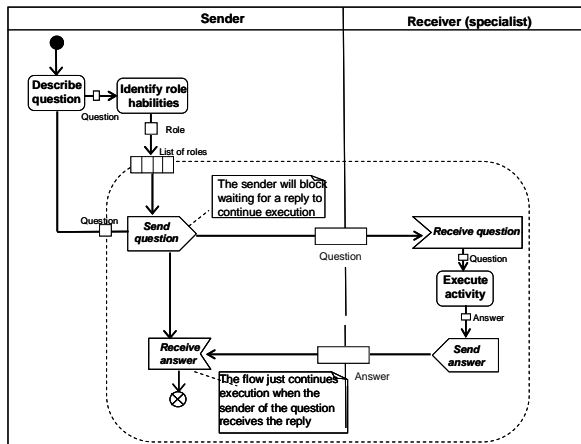 Sender
Receiver (specialist)
Describe
question
Identify role
habilities
Question
Role
List of roles
The sender will block
waiting for a reply to
continue execution
Question
Send
question
Receive question
Question
Question
Execute
activity
Answer
Receive
answer
Send
answer
Answer
The flow just continues
execution when the
sender of the question
receives the reply